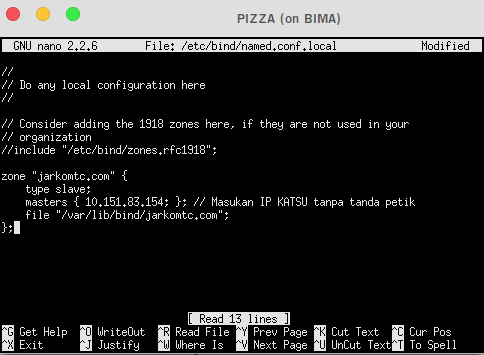 PIZZA (on BIMA)
GNU nano 2.2.6 File: /etc/bind/named.conf.local Modified
//
// Do any local configuration here
//
// Consider adding the 1918 zones here, if they are not used in your
// organization
//include "/etc/bind/zones.rfc1918";
zone "jarkomtc.com" {
type slave;
masters { 10.151.83.154; }; // Masukan IP KATSU tanpa tanda petik
file "/var/lib/bind/jarkomtc.com";
};
[ Read 13 lines ]
^G Get Help ^O WriteOut ^R Read File ^Y Prev Page ^K Cut Text ^C Cur Pos
^X Exit ^J Justify ^W Where Is ^V Next Page ^U UnCut Text ^T To Spell